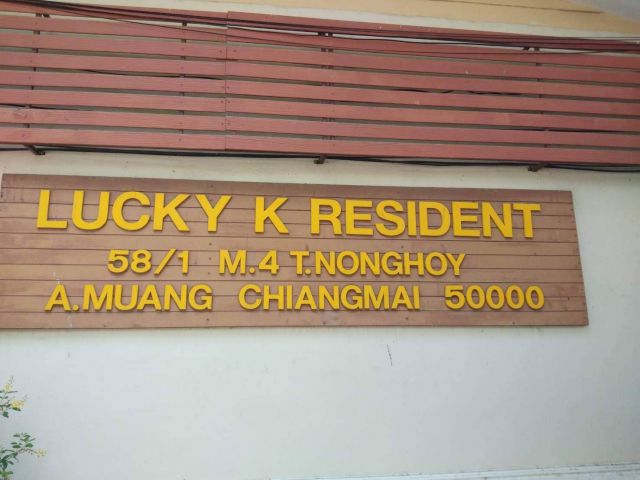 LUCKY K RESIDENT
58/1 M.4 T.NONGHOY
A.MUANG CHIANGMAI 50000